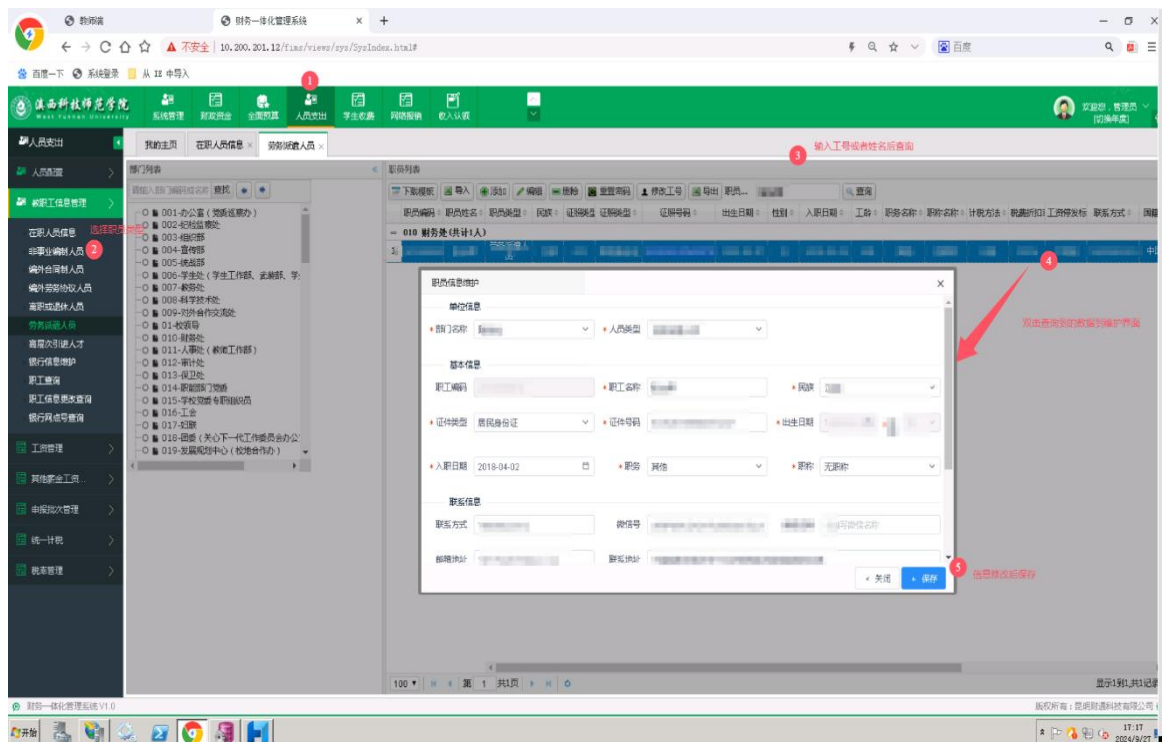 教师端
财务一体化管理系统
不安全 | 10.200.201.12/fims/views/sys/SysIndex.html#
百度
百度一下 系统登录 从 IE 中导入
1
滇西科技师范学院
West Yunnan University
系统管理 财政资金 全面预算 人员支出 学生收费 网络报销 收入认领
欢迎您，管理员
[切换年度]
人员支出
我的主页 在职人员信息 劳务派遣人员
3 输入工号或者姓名后查询
人员配置
教职工信息管理
在职人员信息
选择职员类型
非事业编制人员 2
编外合同制人员
编外劳务协议人员
离职或退休人员
劳务派遣人员
高层次引进人才
银行信息维护
职工查询
职工信息更改查询
银行网点号查询
工资管理
其他薪金工资...
申报批次管理
统一计税
税率管理
部门列表
请输入部门编码或名称 查找
001-办公室（党委巡察办）
002-纪检监察处
003-组织部
004-宣传部
005-统战部
006-学生处（学生工作部、武装部、学
007-教务处
008-科学技术处
009-对外合作交流处
01-校领导
010-财务处
011-人事处（教师工作部）
012-审计处
013-保卫处
014-职能部门党委
015-学校党委专职组织员
016-工会
017-妇联
018-团委（关心下一代工作委员会办公
019-发展规划中心（校地合作办）
职员列表
下载模板 导入 添加 编辑 删除 重置密码 修改工号 导出 职员... 查询
职员编码 职员姓名 职员类型 民族 证照类型 证照号码 出生日期 性别 入职日期 工龄 职务名称 职称名称 计税方法 税费折扣 工资停发标 联系方式 国籍
010 财务处(共计1人)
4
双击查询到的数据到维护界面
职员信息维护
单位信息
部门名称 人员类型
基本信息
职工编码 职工名称 民族
证件类型 居民身份证 证件号码 出生日期
入职日期 2018-04-02 职务 其他 职称 无职称
联系信息
联系方式 微信号
邮箱地址 联系地址
关闭 保存
5 信息修改后保存
100 第 1 共1页
显示1到1,共1记录
财务一体化管理系统 V1.0
版权所有：昆明财通科技有限公司
开始
17:17
2024/9/27